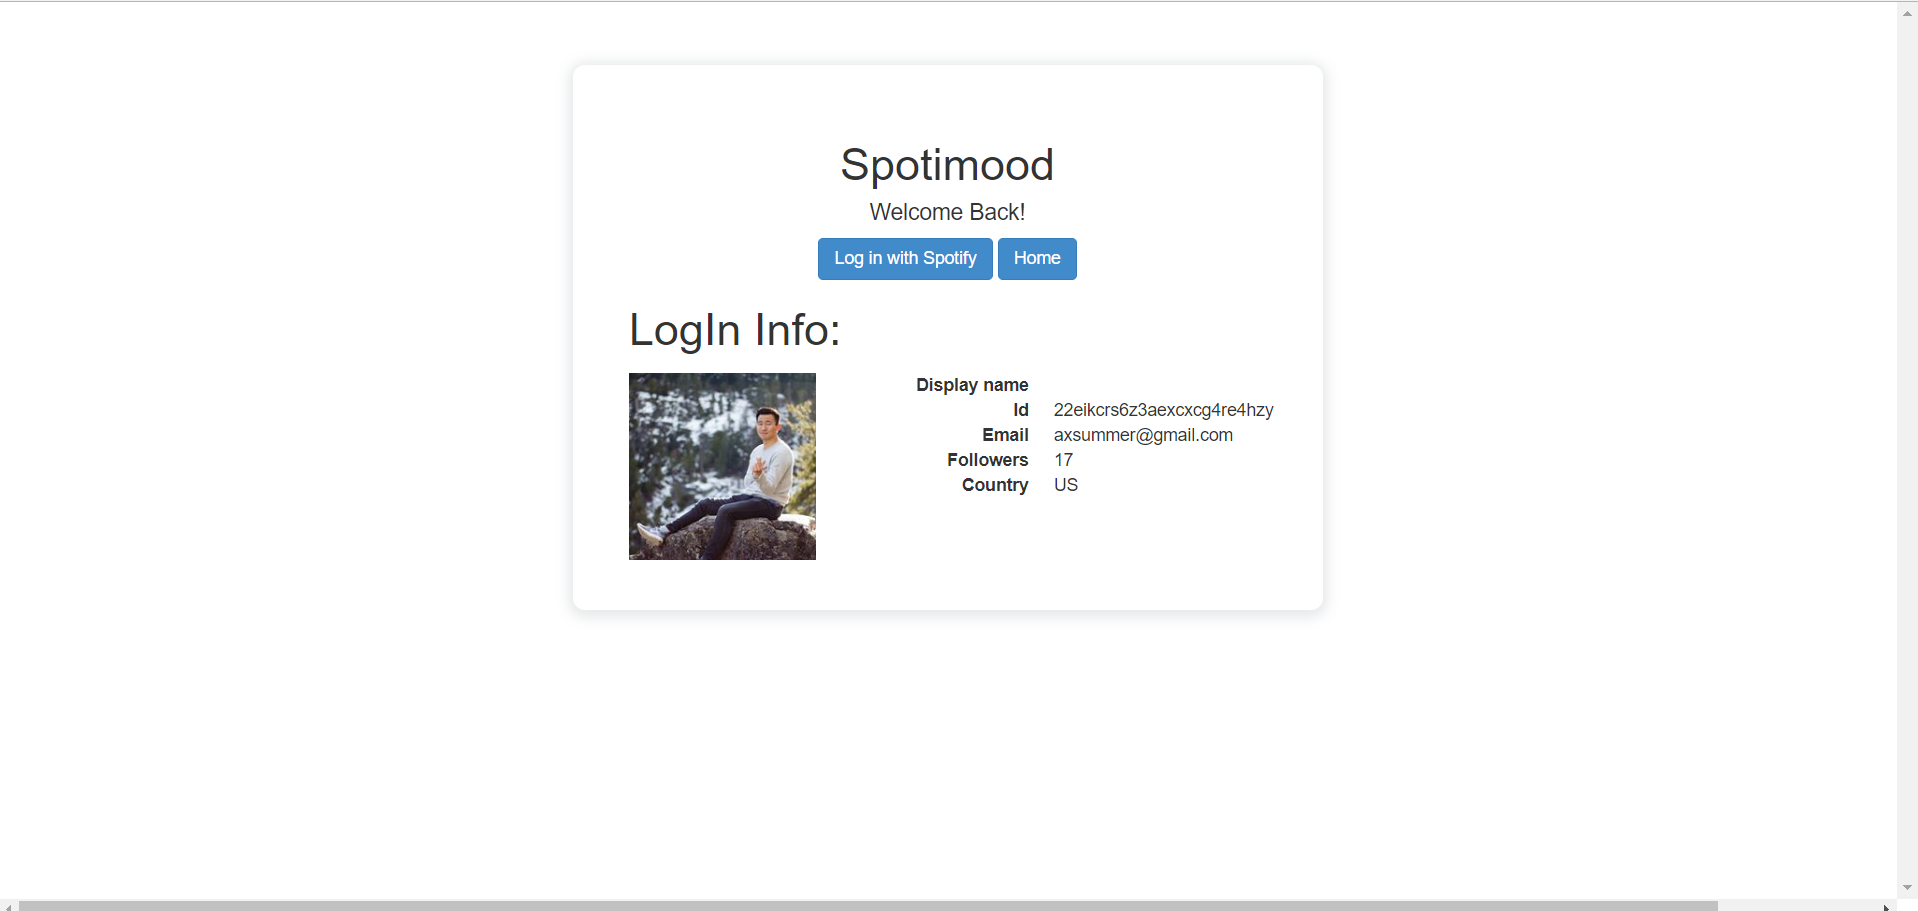 Spotimood
Welcome Back!
Log in with Spotify Home
LogIn Info:
Display name
Id 22eikcrs6z3aexcxcg4re4hzy
Email axsummer@gmail.com
Followers 17
Country US